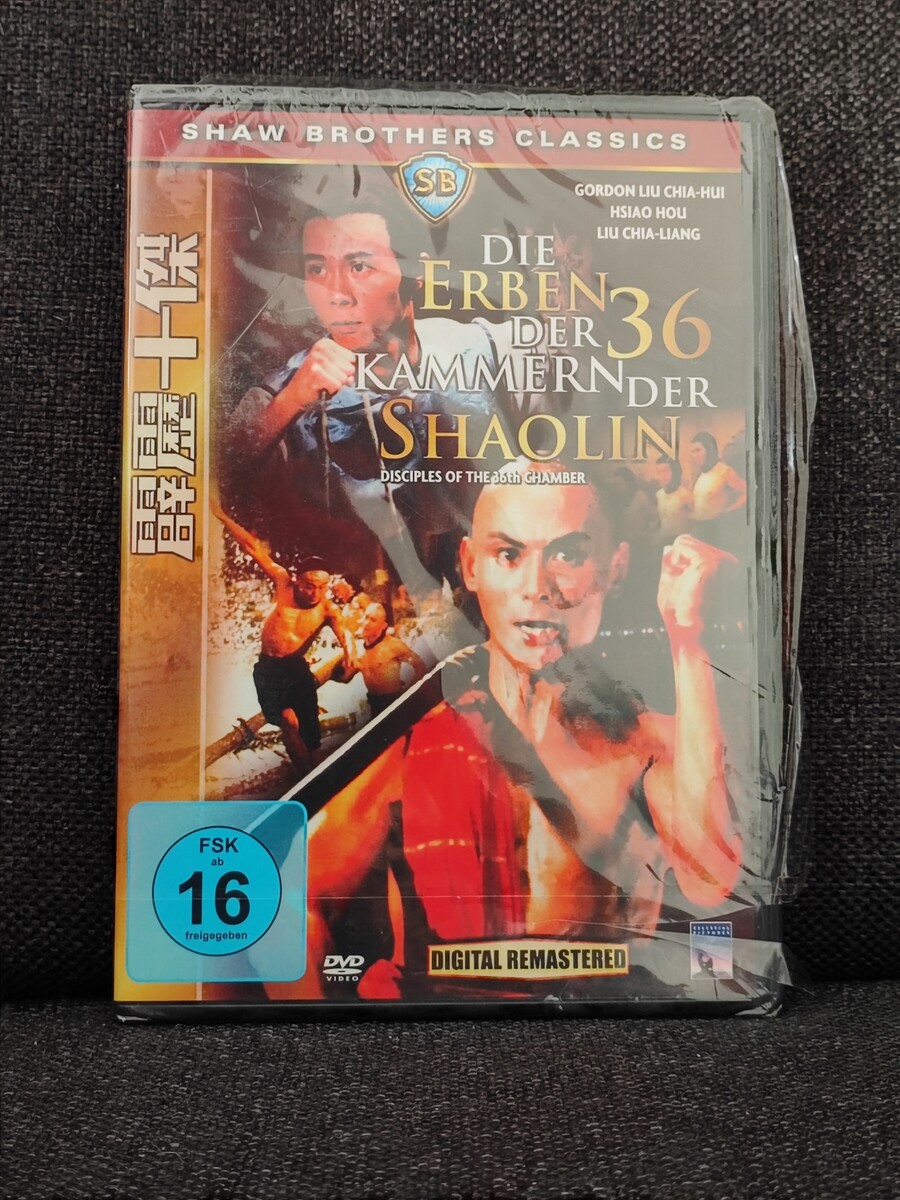 SHAW BROTHERS CLASSICS
SB
GORDON LIU CHIA-HUI
HSIAO HOU
LIU CHIA-LIANG
DIE
ERBEN
DER 36
KAMMERN DER
SHAOLIN
DISCIPLES OF THE 36th CHAMBER
霹靂十傑
FSK
ab
16
freigegeben
DVD
VIDEO
DIGITAL REMASTERED